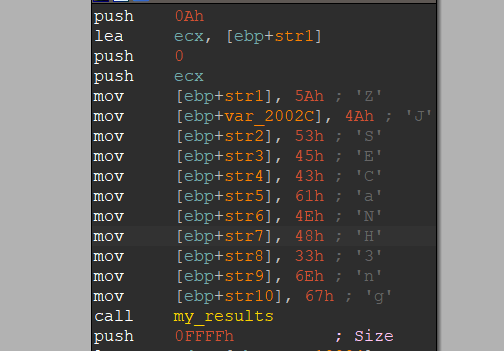 push 0Ah
lea ecx, [ebp+str1]
push 0
push ecx
mov [ebp+str1], 5Ah ; 'Z'
mov [ebp+var_2002C], 4Ah ; 'J'
mov [ebp+str2], 53h ; 'S'
mov [ebp+str3], 45h ; 'E'
mov [ebp+str4], 43h ; 'C'
mov [ebp+str5], 61h ; 'a'
mov [ebp+str6], 4Eh ; 'N'
mov [ebp+str7], 48h ; 'H'
mov [ebp+str8], 33h ; '3'
mov [ebp+str9], 6Eh ; 'n'
mov [ebp+str10], 67h ; 'g'
call my_results
push 0FFFFh ; Size